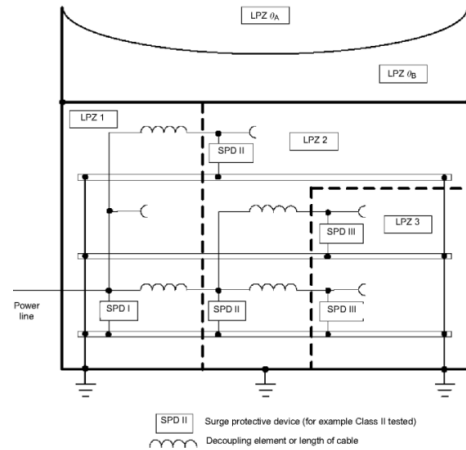 LPZ 0A
LPZ 0B
LPZ 1
LPZ 2
SPD II
LPZ 3
SPD III
Power
line
SPD I
SPD II
SPD III
SPD II Surge protective device (for example Class II tested)
Decoupling element or length of cable